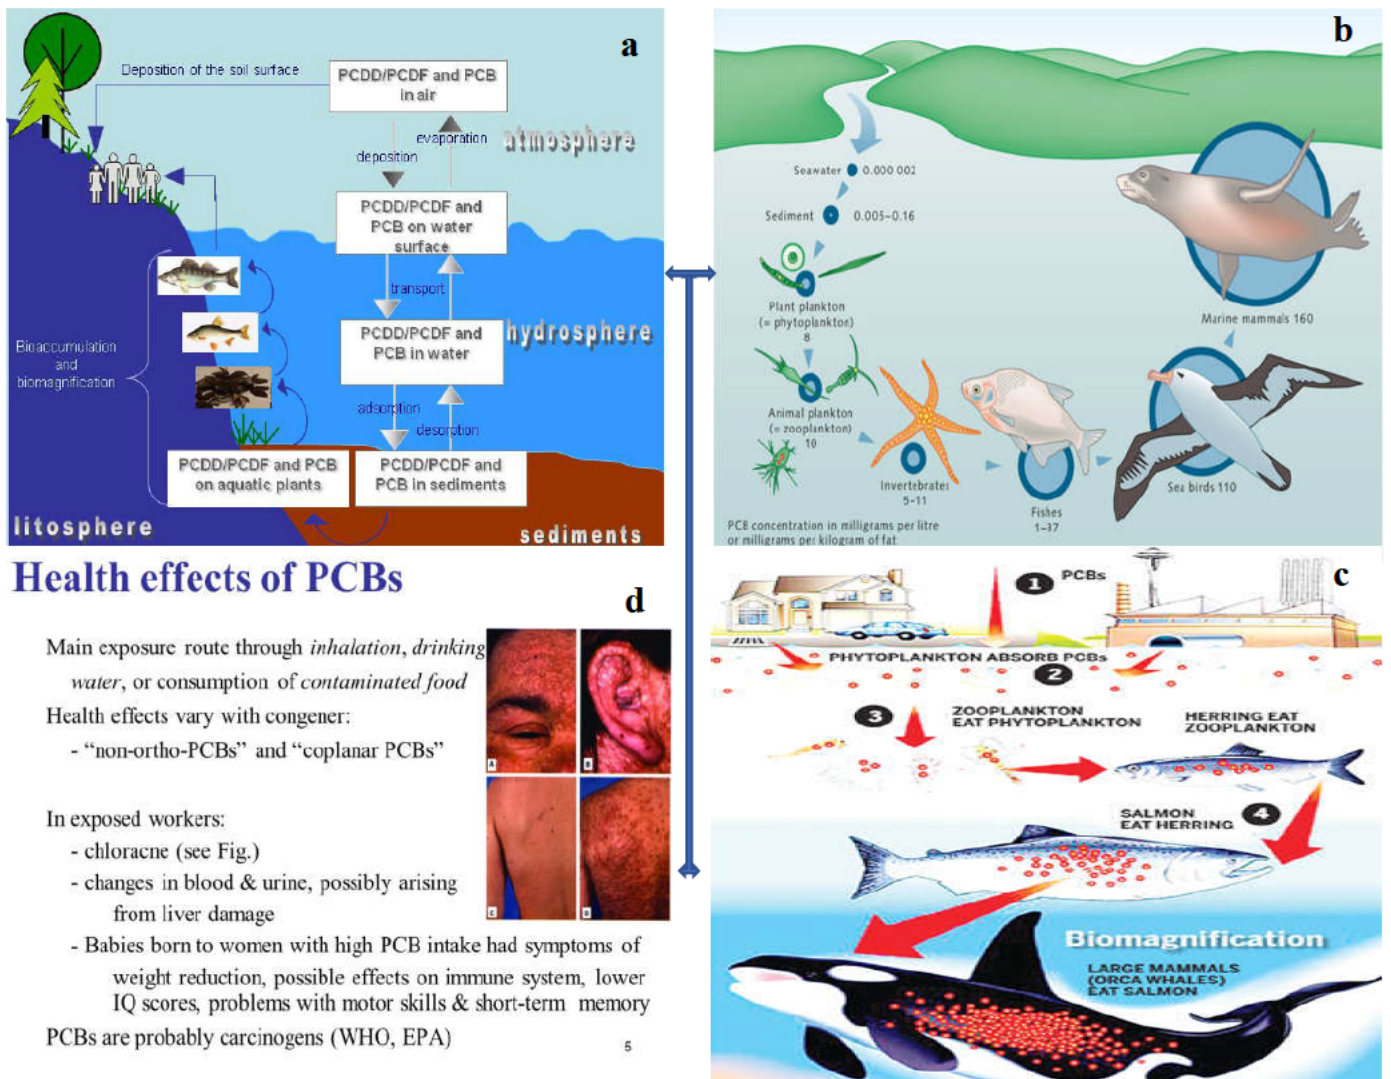 a
Deposition of the soil surface
PCDD/PCDF and PCB
in air
evaporation
atmosphere
deposition
PCDD/PCDF and
PCB on water
surface
transport
hydrosphere
PCDD/PCDF and
PCB in water
Bioaccumulation
and
biomagnification
adsorption
desorption
PCDD/PCDF and PCB
on aquatic plants
PCDD/PCDF and
PCB in sediments
litosphere
sediments
b
Seawater 0.000 002
Sediment 0.005–0.16
Plant plankton
(= phytoplankton)
8
Animal plankton
(= zooplankton)
10
Invertebrates
5–11
Fishes
1–37
Sea birds 110
Marine mammals 160
PCB concentration in milligrams per litre
or milligrams per kilogram of fat
Health effects of PCBs
d
Main exposure route through inhalation, drinking
water, or consumption of contaminated food
Health effects vary with congener:
- “non-ortho-PCBs” and “coplanar PCBs”
In exposed workers:
- chloracne (see Fig.)
- changes in blood & urine, possibly arising
from liver damage
- Babies born to women with high PCB intake had symptoms of
weight reduction, possible effects on immune system, lower
IQ scores, problems with motor skills & short-term memory
PCBs are probably carcinogens (WHO, EPA)
5
A
B
C
D
c
1 PCBs
PHYTOPLANKTON ABSORB PCBs
2
3
ZOOPLANKTON
EAT PHYTOPLANKTON
HERRING EAT
ZOOPLANKTON
SALMON
EAT HERRING
4
Biomagnification
LARGE MAMMALS
(ORCA WHALES)
EAT SALMON